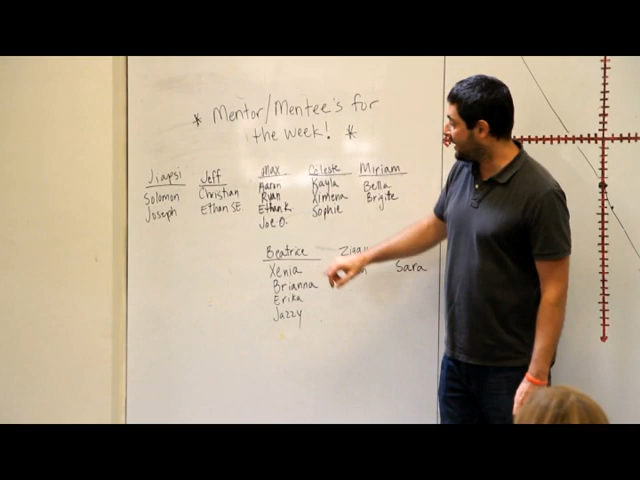 * Mentor/Mentee's for
the week! *
Jiapsi Jeff Max Celeste Miriam
Solomon Christian Aaron Kayla Bella
Joseph Ethan SE. Ryan Ximena Brigite
Ethan K. Sophie
Joe O.
Beatrice
Xenia Sara
Brianna
Erika
Jazzy